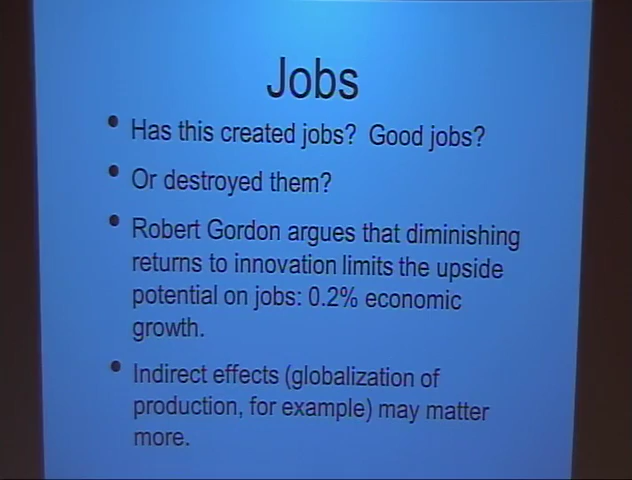 Jobs
• Has this created jobs? Good jobs?
• Or destroyed them?
• Robert Gordon argues that diminishing
returns to innovation limits the upside
potential on jobs: 0.2% economic
growth.
• Indirect effects (globalization of
production, for example) may matter
more.